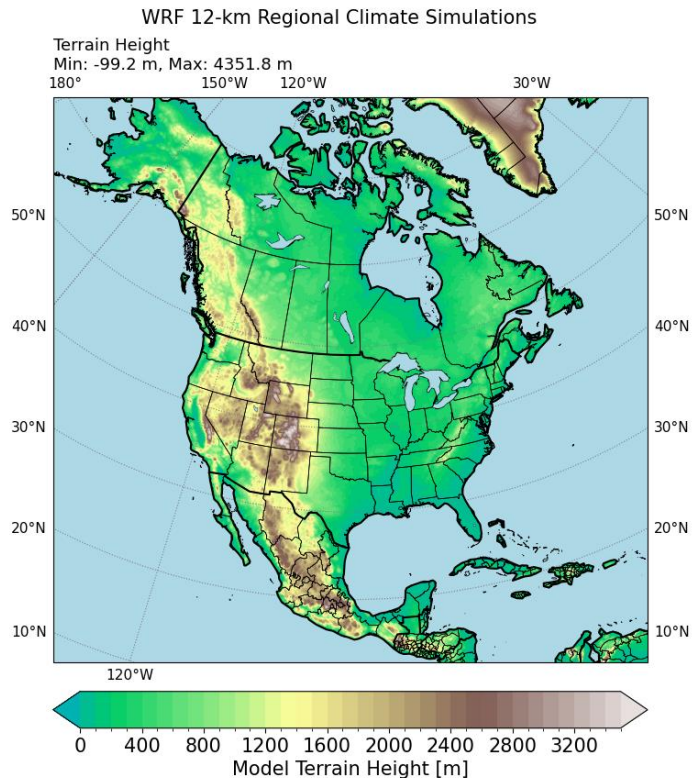 WRF 12-km Regional Climate Simulations
Terrain Height
Min: -99.2 m, Max: 4351.8 m
180° 150°W 120°W 30°W
50°N 50°N
40°N 40°N
30°N 30°N
20°N 20°N
10°N 10°N
120°W
0 400 800 1200 1600 2000 2400 2800 3200
Model Terrain Height [m]